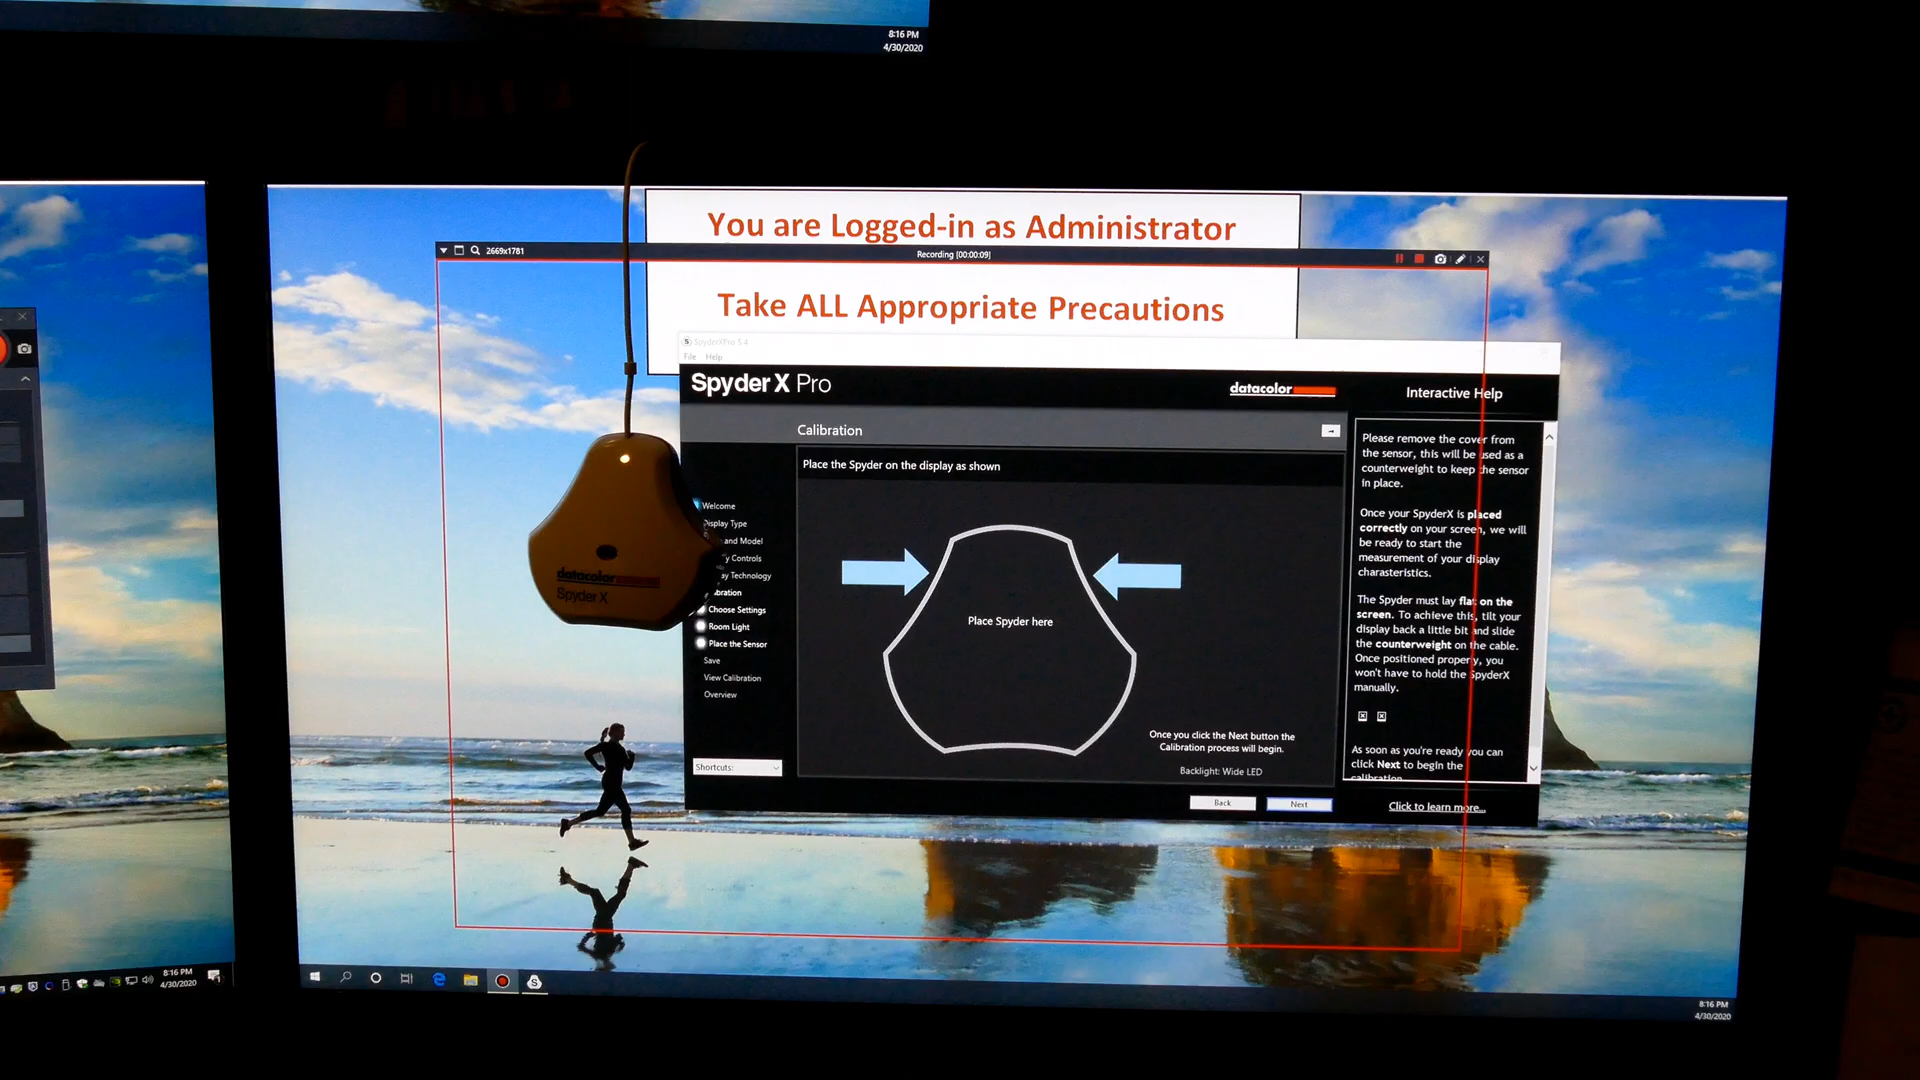 8:16 PM
4/30/2020
You are Logged-in as Administrator
2669x1781
Recording [00:00:09]
Take ALL Appropriate Precautions
SpyderXPro 5.4
File Help
Spyder X Pro
datacolor
Interactive Help
Calibration
Place the Spyder on the display as shown
Welcome
Display Type
and Model
Controls
Technology
Choose Settings
Room Light
Place the Sensor
Save
View Calibration
Overview
Shortcuts:
Place Spyder here
Once you click the Next button the
Calibration process will begin.
Backlight: Wide LED
Back
Next
Please remove the cover from
the sensor, this will be used as a
counterweight to keep the sensor
in place.
Once your SpyderX is placed
correctly on your screen, we will
be ready to start the
measurement of your display
charasteristics.
The Spyder must lay flat on the
screen. To achieve this, tilt your
display back a little bit and slide
the counterweight on the cable.
Once positioned properly, you
won't have to hold the SpyderX
manually.
As soon as you're ready you can
click Next to begin the
calibration
Click to learn more...
datacolor
Spyder X
8:16 PM
4/30/2020
8:16 PM
4/30/2020